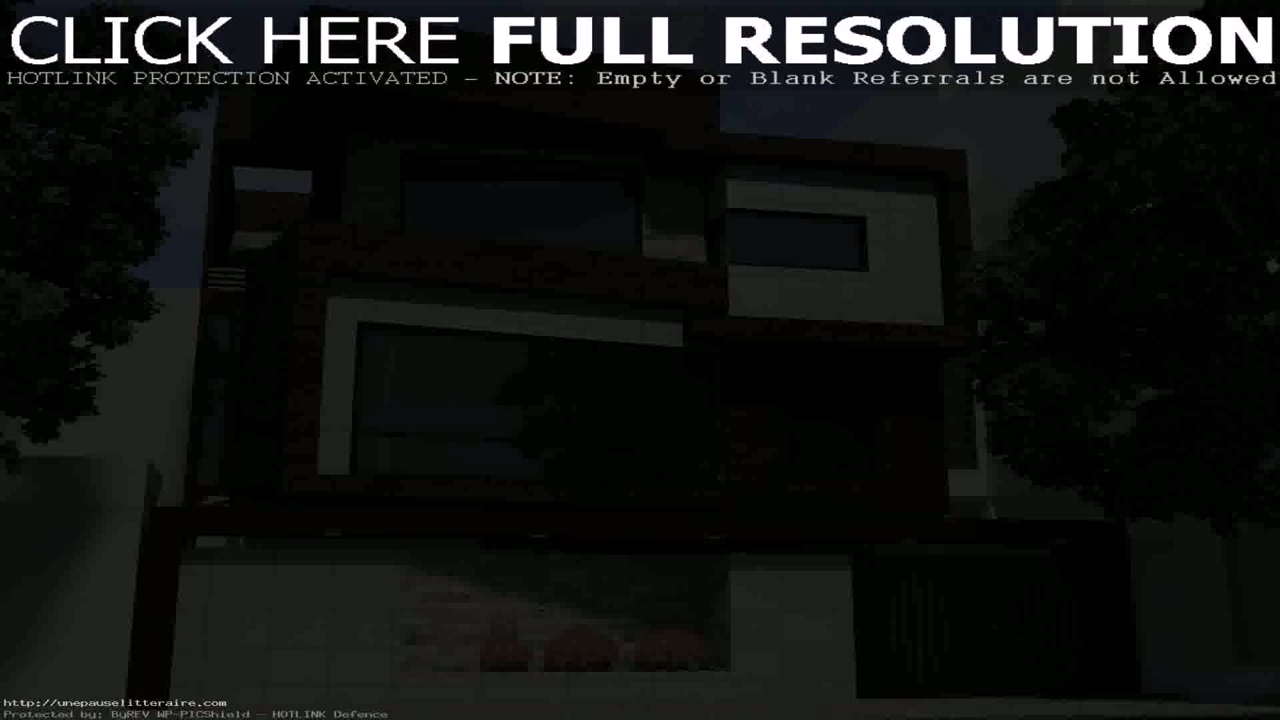 CLICK HERE FULL RESOLUTION
HOTLINK PROTECTION ACTIVATED - NOTE: Empty or Blank Referrals are not Allowed
http://unepauselitteraire.com
Protected by: ByREV WP-PICShield - HOTLINK Defence